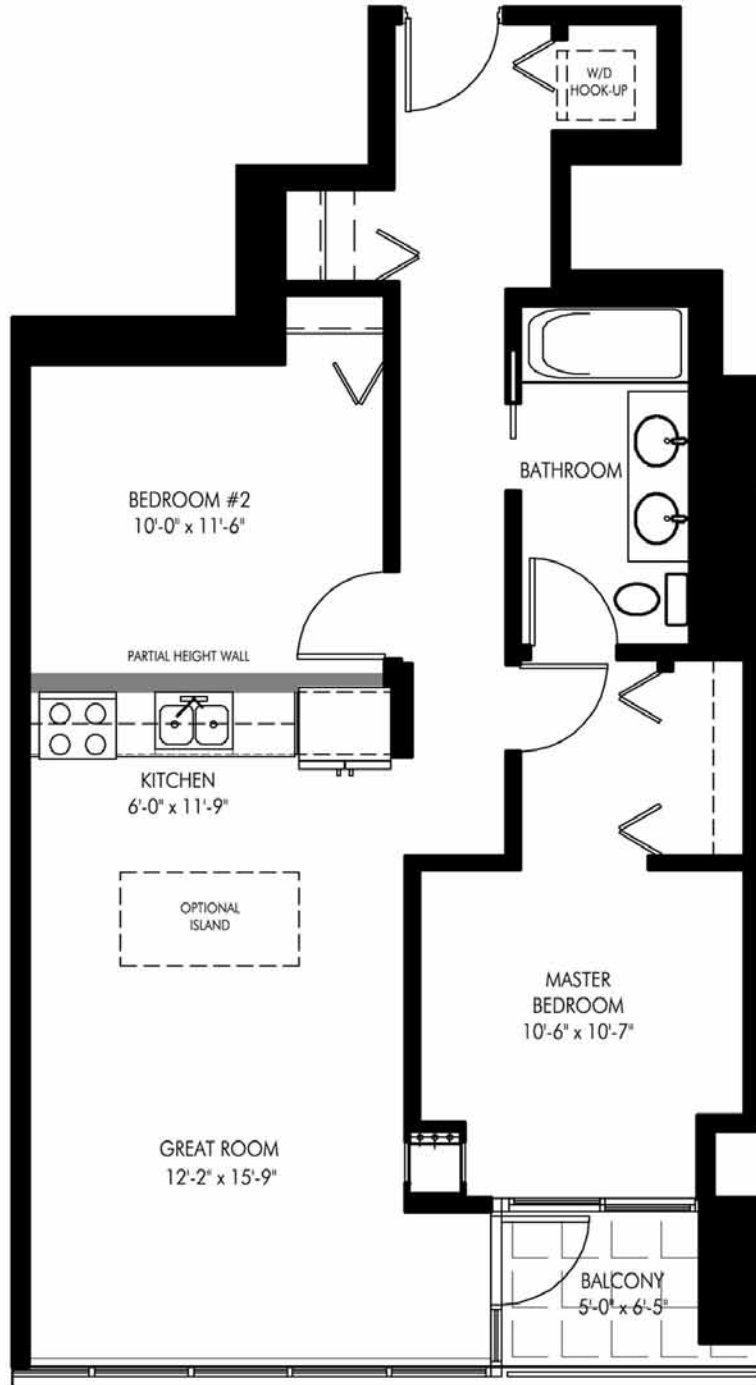 W/D
HOOK-UP
BATHROOM
BEDROOM #2
10'-0" x 11'-6"
PARTIAL HEIGHT WALL
KITCHEN
6'-0" x 11'-9"
OPTIONAL
ISLAND
MASTER
BEDROOM
10'-6" x 10'-7"
GREAT ROOM
12'-2" x 15'-9"
BALCONY
5'-0" x 6'-5"